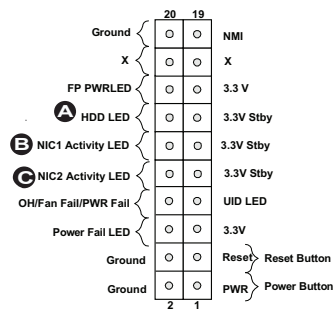 20 19
Ground NMI
X X
FP PWRLED 3.3 V
A HDD LED 3.3V Stby
B NIC1 Activity LED 3.3V Stby
C NIC2 Activity LED 3.3V Stby
OH/Fan Fail/PWR Fail UID LED
Power Fail LED 3.3V
Ground Reset Reset Button
Ground PWR Power Button
2 1